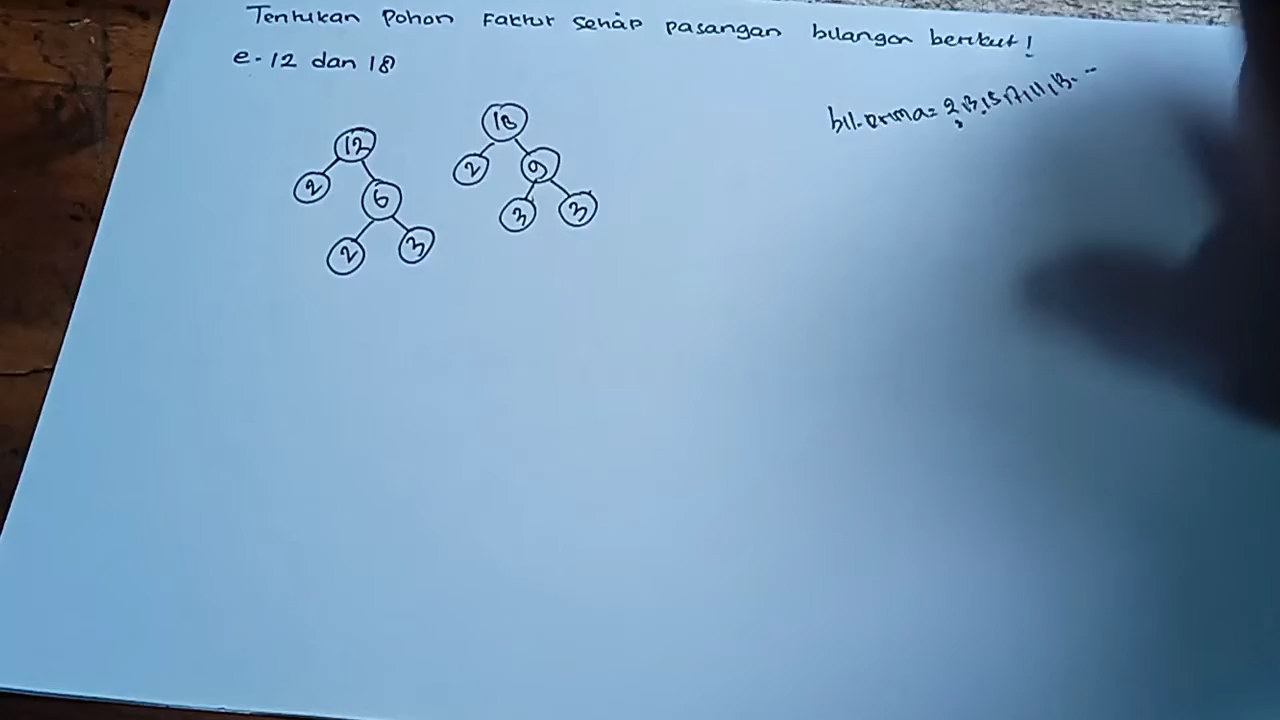 Tentukan Pohon Faktor setiap pasangan bilangan berikut!
e. 12 dan 18
bil. prima = 2,3,5,7,11,13. ...
12 18
2 6 2 9
2 3 3 3